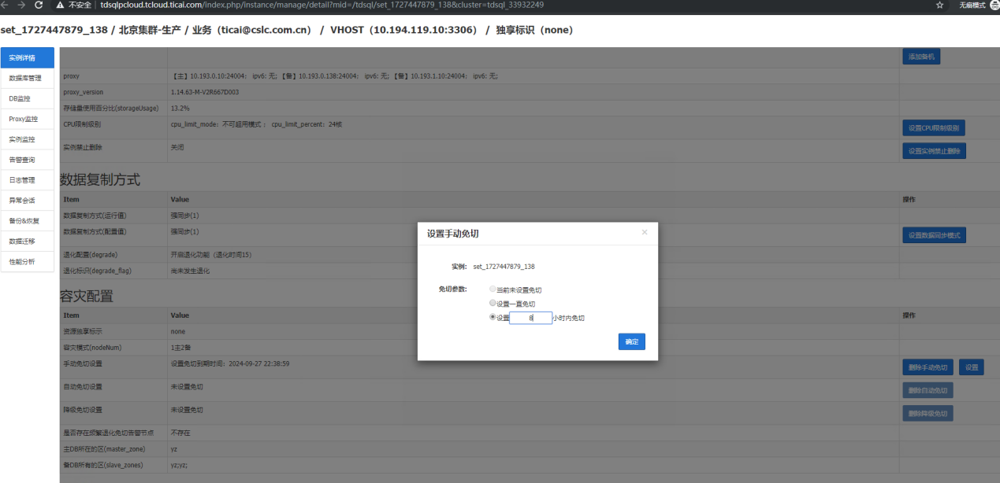 不安全 | tdsqlpcloud.tcloud.ticai.com/index.php/instance/manage/detail?mid=/tdsql/set_1727447879_138&cluster=tdsql_33932249 无痕模式
set_1727447879_138 / 北京集群-生产 / 业务（ticai@cslc.com.cn） / VHOST（10.194.119.10:3306） / 独享标识（none）
实例详情
数据库管理
DB监控
Proxy监控
实例监控
告警查询
日志管理
异常会话
备份&恢复
数据迁移
性能分析
添加备机
proxy 【主】10.193.0.10:24004; ipv6: 无; 【备】10.193.0.138:24004; ipv6: 无; 【备】10.193.1.10:24004; ipv6: 无;
proxy_version 1.14.63-M-V2R667D003
存储量使用百分比(storageUsage) 13.2%
CPU限制级别 cpu_limit_mode：不可超用模式； cpu_limit_percent：24核 设置CPU限制级别
实例禁止删除 关闭 设置实例禁止删除
数据复制方式
Item Value 操作
数据复制方式(运行值) 强同步(1)
数据复制方式(配置值) 强同步(1) 设置数据同步模式
退化配置(degrade) 开启退化功能（退化时间15）
退化标识(degrade_flag) 尚未发生退化
容灾配置
Item Value 操作
资源独享标示 none
容灾模式(nodeNum) 1主2备
手动免切设置 设置免切到期时间：2024-09-27 22:38:59 删除手动免切 设置
自动免切设置 未设置免切 删除自动免切
降级免切设置 未设置免切 删除降级免切
是否存在频繁退化免切告警节点 不存在
主DB所在的区(master_zone) yz
备DB所有的区(slave_zones) yz;yz;
设置手动免切 ×
实例: set_1727447879_138
免切参数: 当前未设置免切
设置一直免切
设置 8 小时内免切
确定